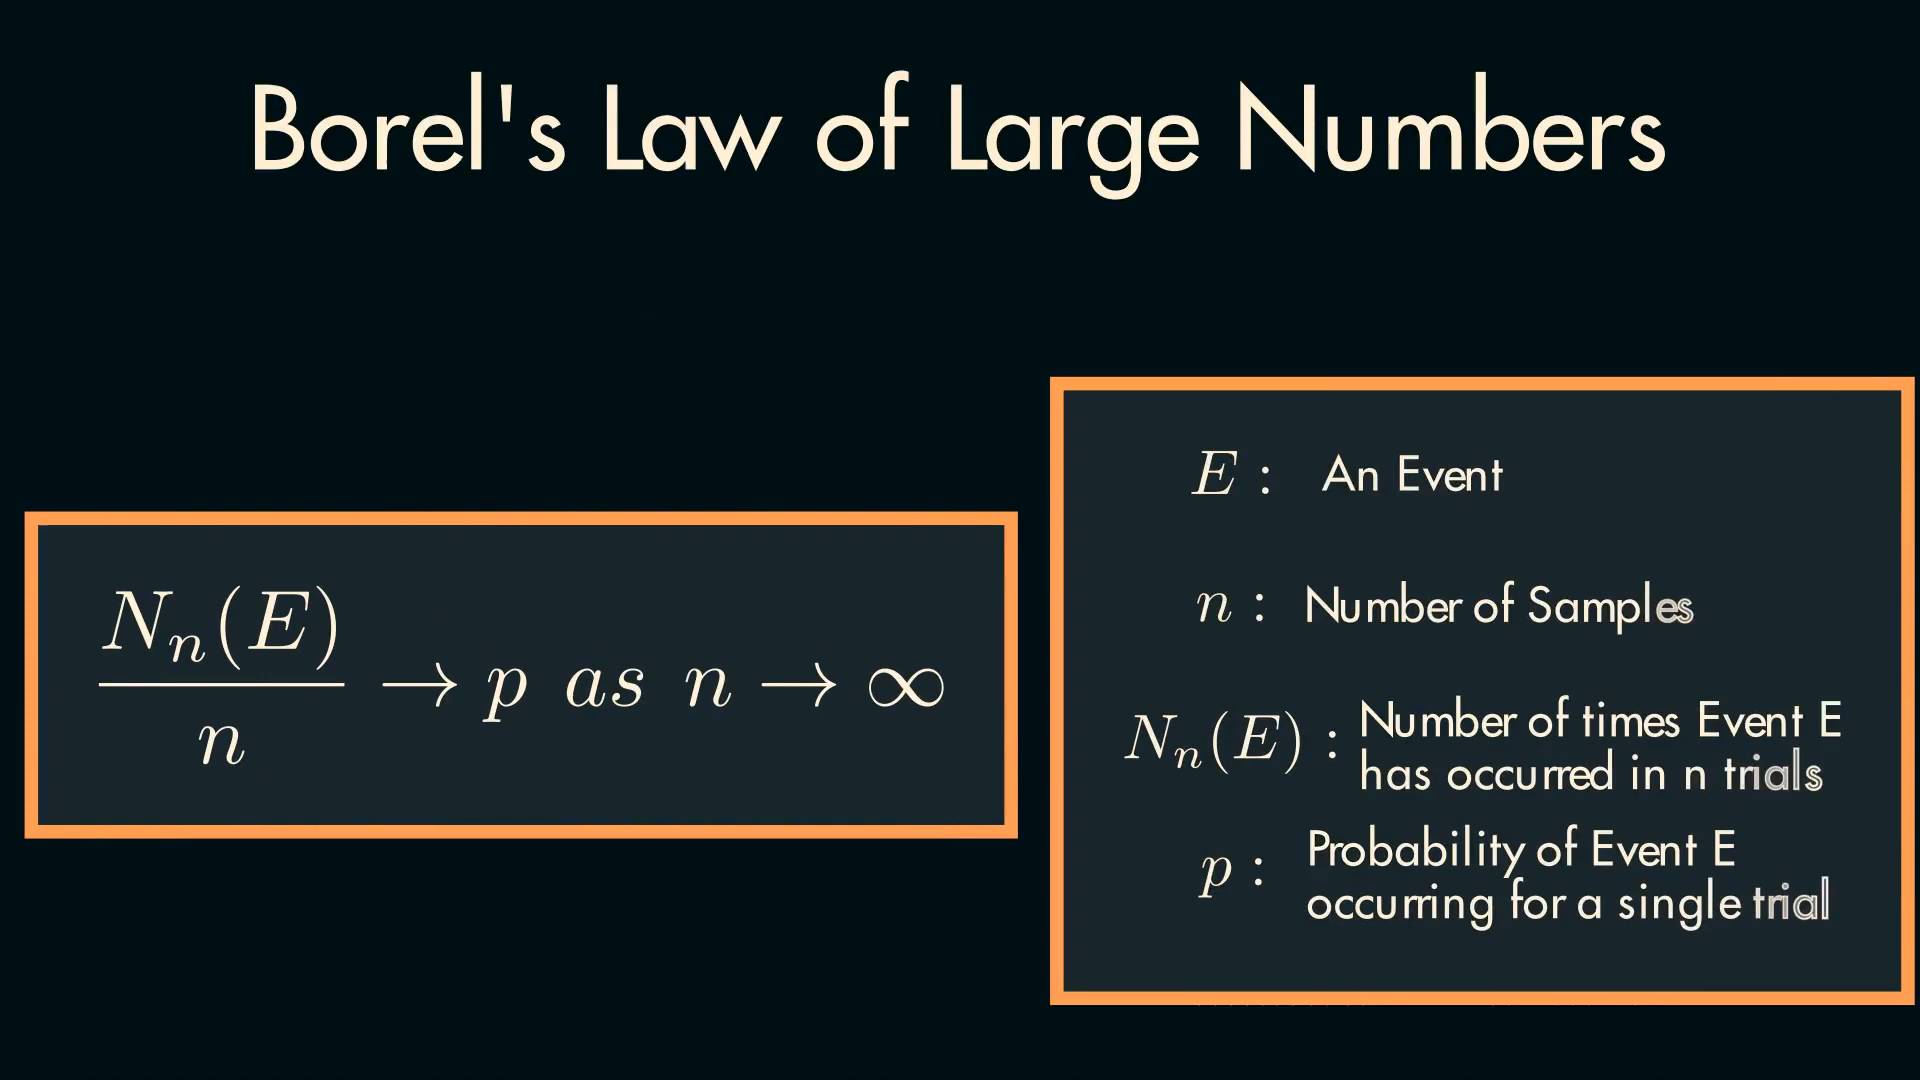 Borel's Law of Large Numbers
N_n(E)/n → p as n → ∞
E : An Event
n : Number of Samples
N_n(E) : Number of times Event E
has occurred in n trials
p : Probability of Event E
occurring for a single trial